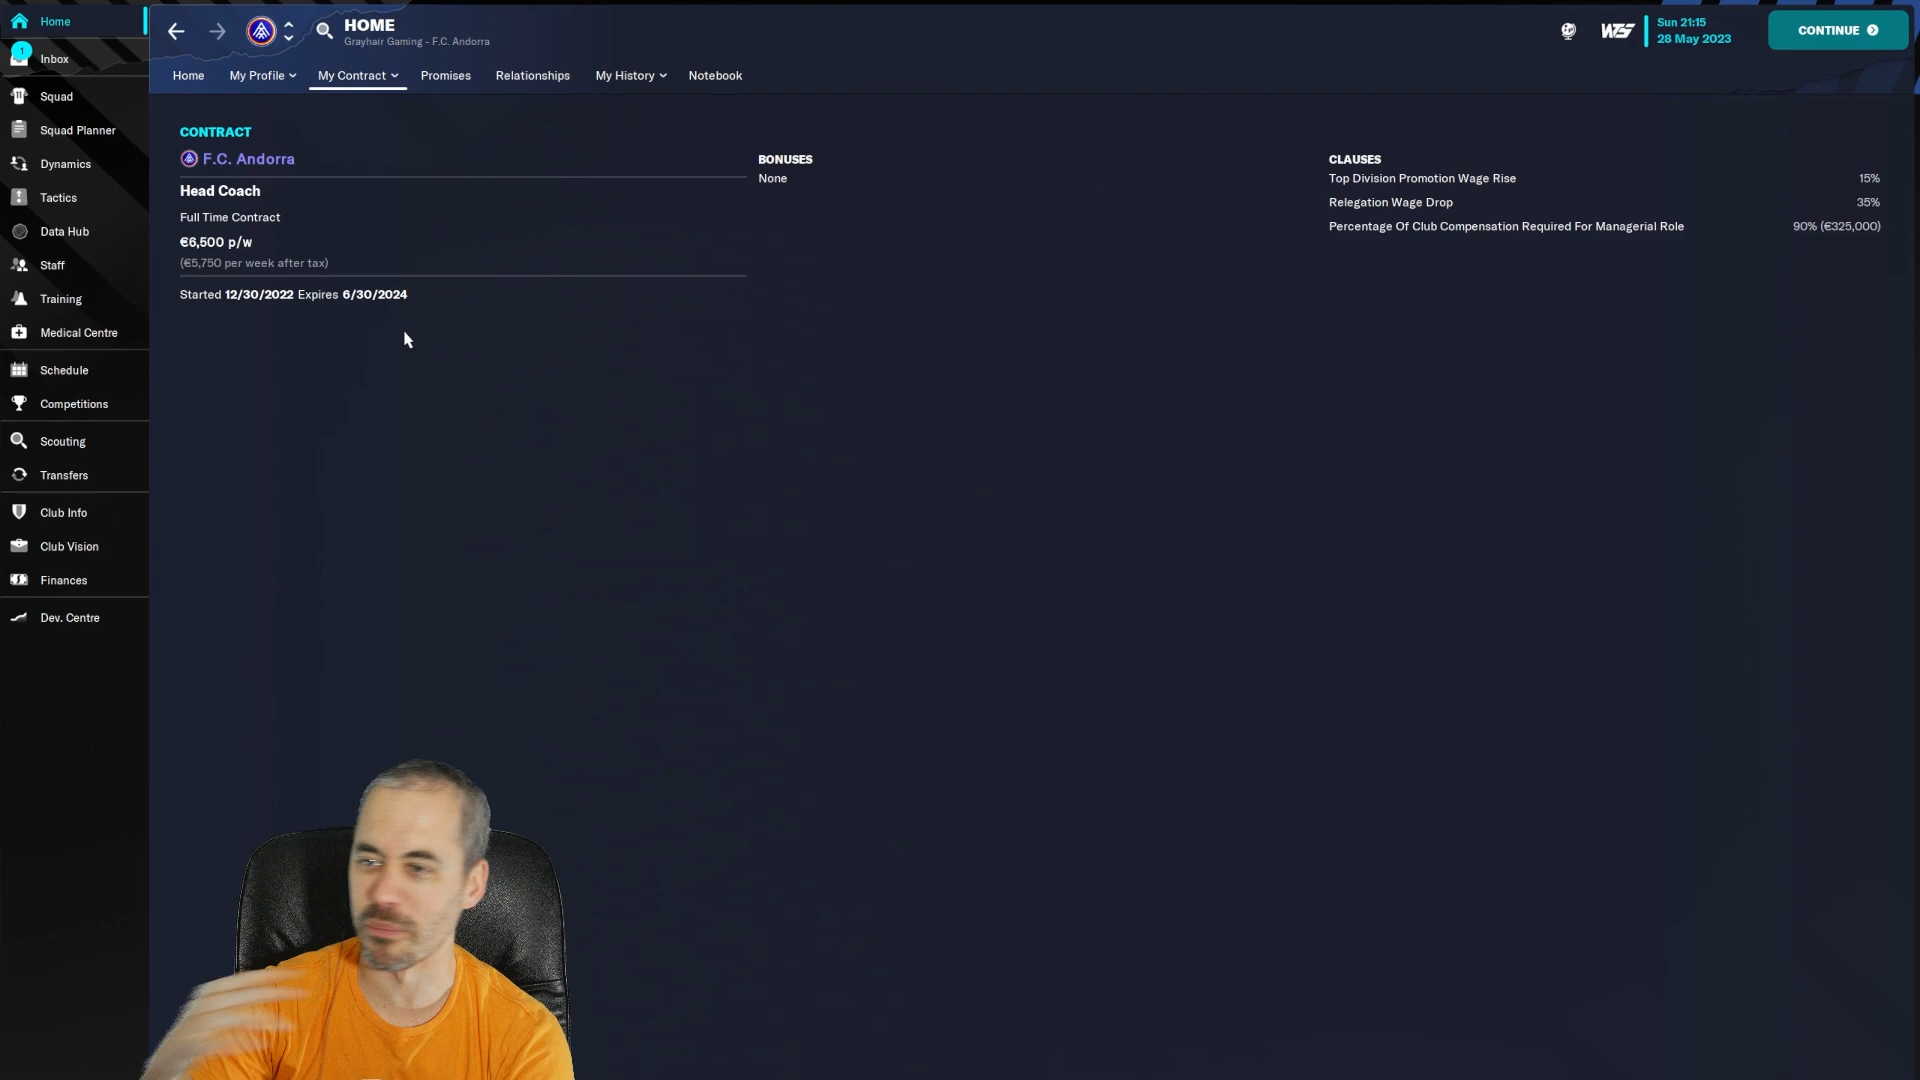 Home
1
Inbox
Squad
Squad Planner
Dynamics
Tactics
Data Hub
Staff
Training
Medical Centre
Schedule
Competitions
Scouting
Transfers
Club Info
Club Vision
Finances
Dev. Centre
HOME
Grayhair Gaming - F.C. Andorra
Sun 21:15
28 May 2023
CONTINUE
Home My Profile My Contract Promises Relationships My History Notebook
CONTRACT
F.C. Andorra
Head Coach
Full Time Contract
€6,500 p/w
(€5,750 per week after tax)
Started 12/30/2022 Expires 6/30/2024
BONUSES
None
CLAUSES
Top Division Promotion Wage Rise 15%
Relegation Wage Drop 35%
Percentage Of Club Compensation Required For Managerial Role 90% (€325,000)